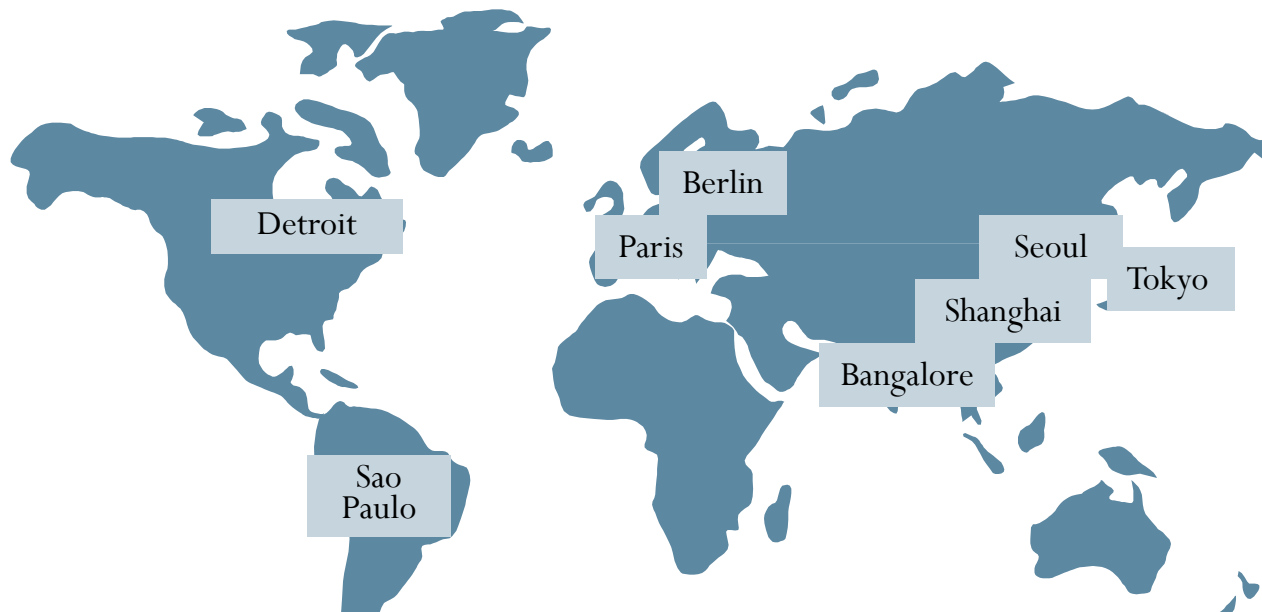 Berlin
Detroit
Paris
Seoul
Tokyo
Shanghai
Bangalore
Sao
Paulo